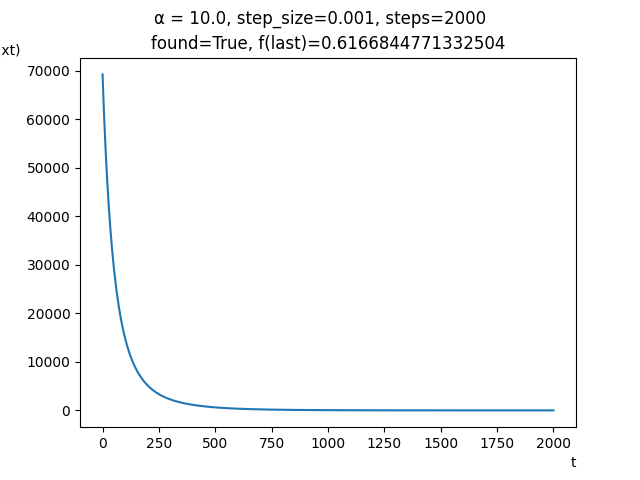 α = 10.0, step_size=0.001, steps=2000
found=True, f(last)=0.6166844771332504
xt)
70000
60000
50000
40000
30000
20000
10000
0
0 250 500 750 1000 1250 1500 1750 2000
t